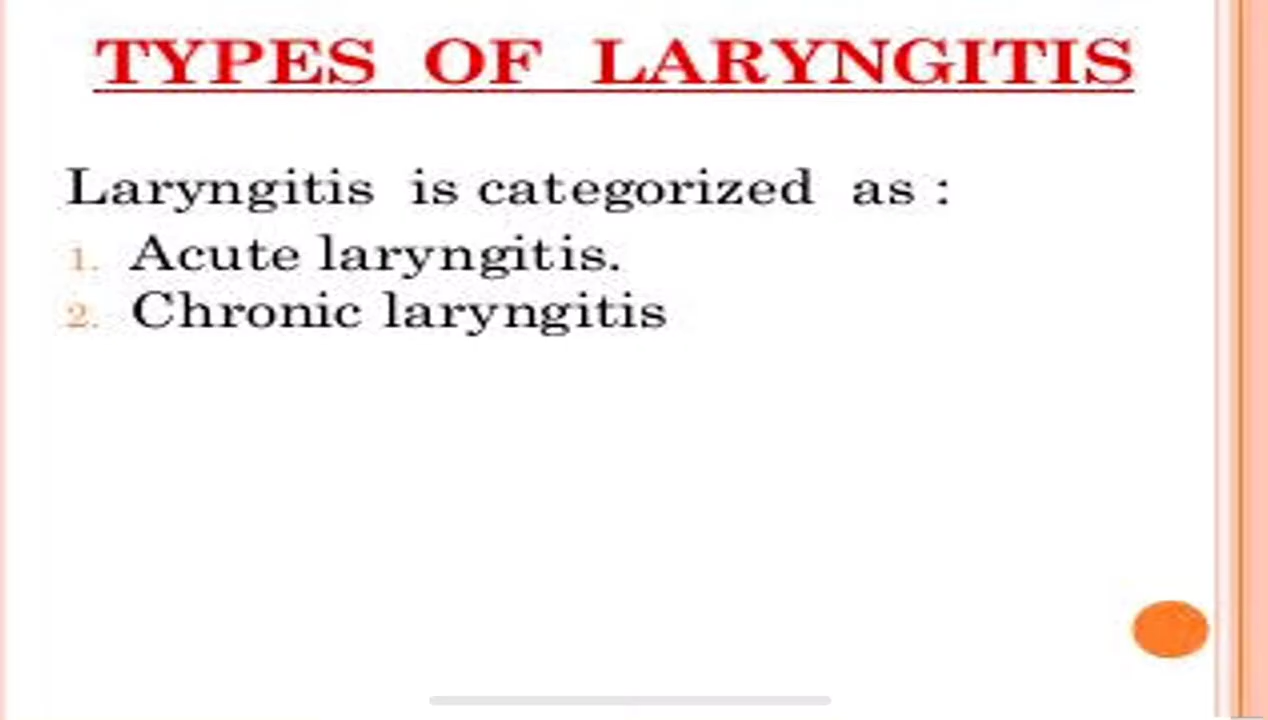 TYPES OF LARYNGITIS
Laryngitis is categorized as :
1. Acute laryngitis.
2. Chronic laryngitis